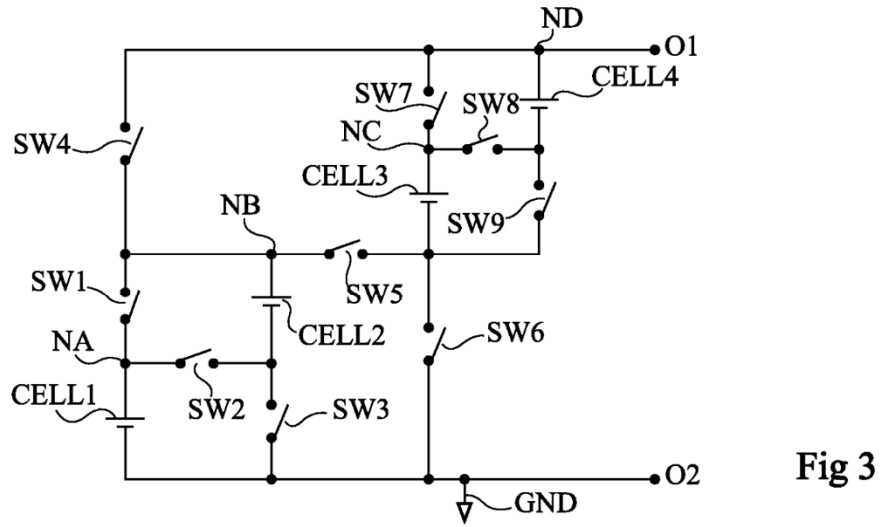 ND
O1
SW7
SW8
CELL4
NC
SW4
CELL3
SW9
NB
SW1
SW5
CELL2
SW6
NA
CELL1
SW2
SW3
Fig 3
O2
GND